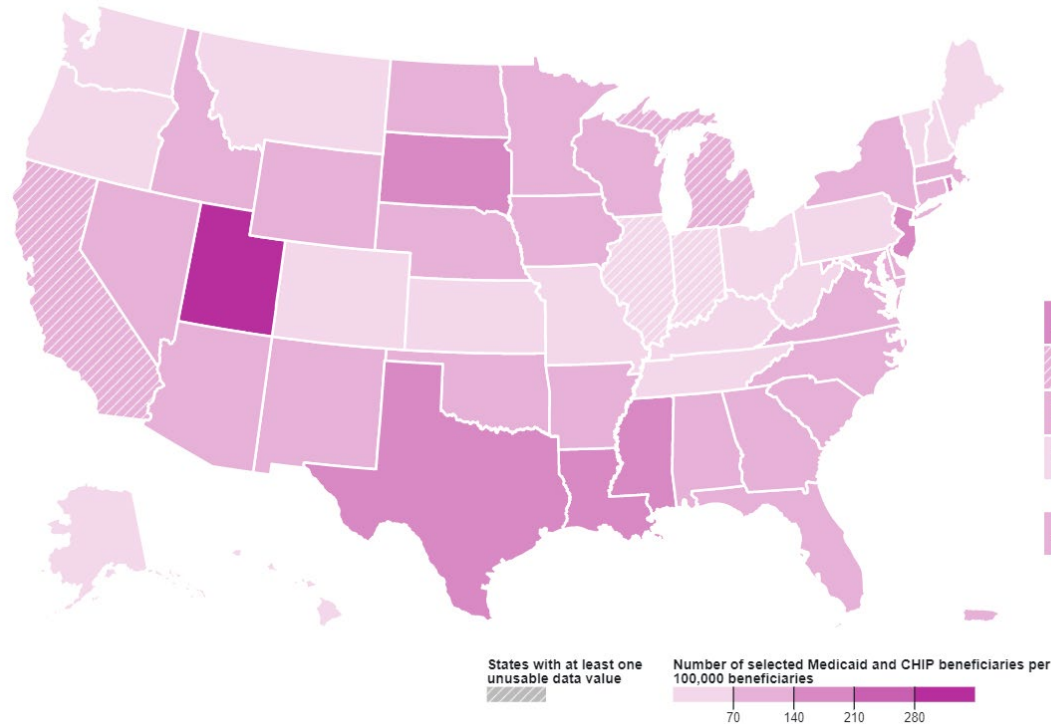 States with at least one
unusable data value
Number of selected Medicaid and CHIP beneficiaries per
100,000 beneficiaries
70 140 210 280